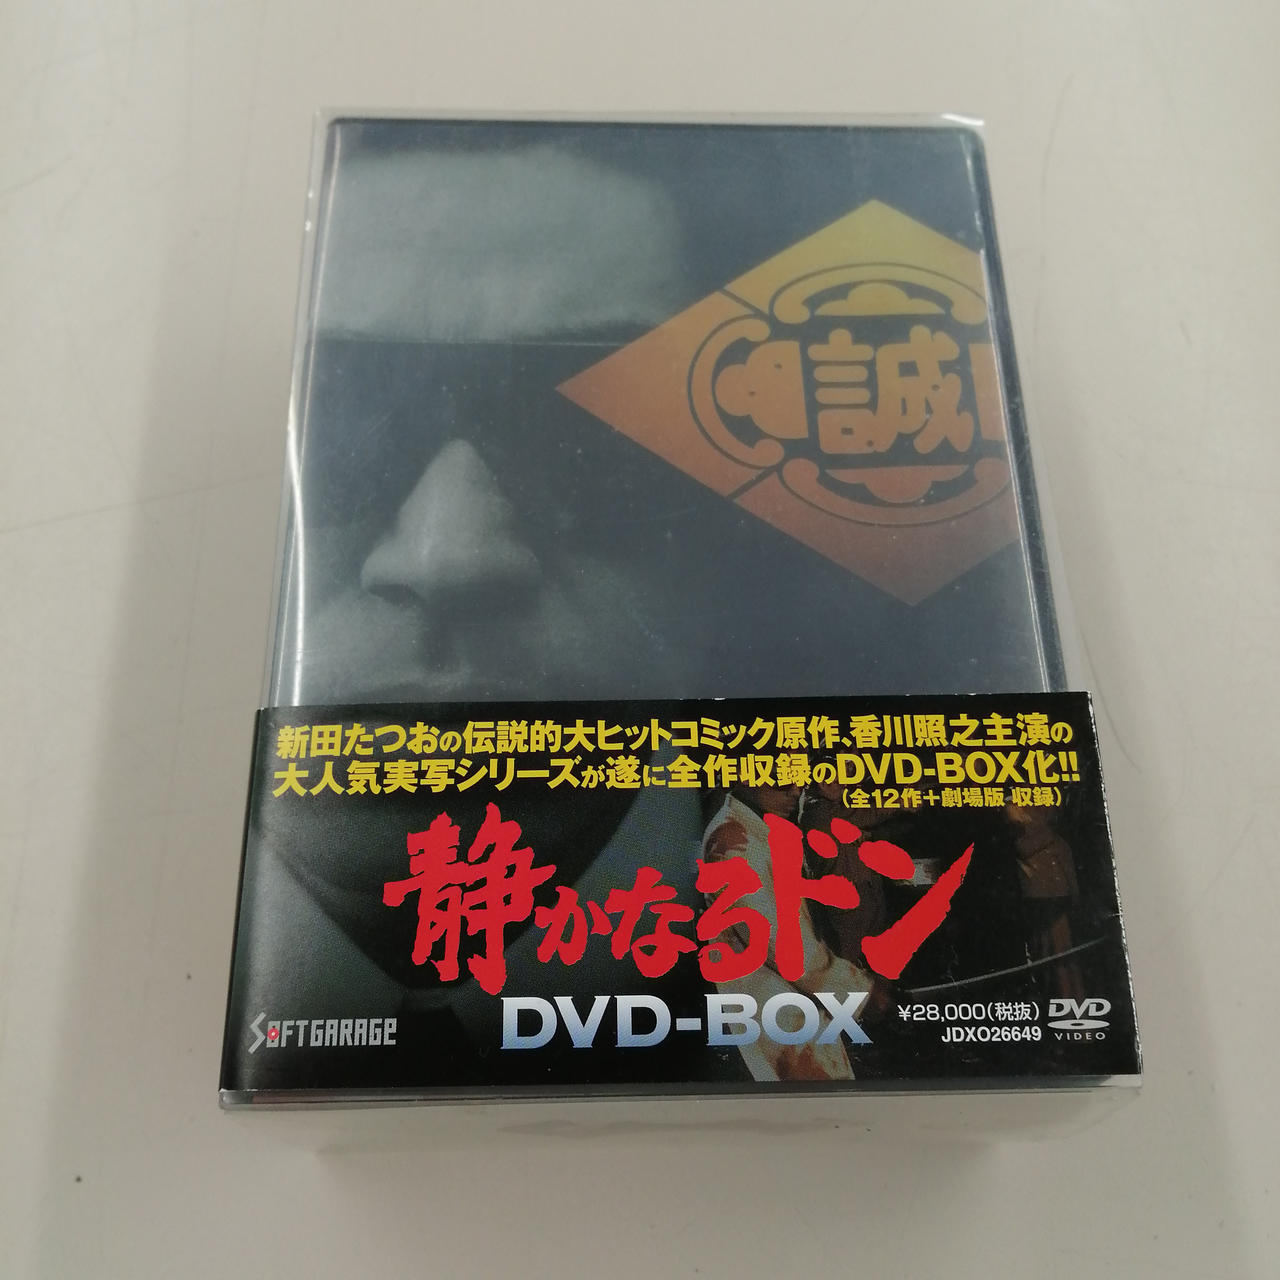 誠
新田たつおの伝説的大ヒットコミック原作、香川照之主演の
大人気実写シリーズが遂に全作収録のDVD-BOX化!!
(全12作+劇場版 収録)
静かなるドン
DVD-BOX
SOFTGARAGE
¥28,000(税抜)
JDXO26649
DVD
VIDEO